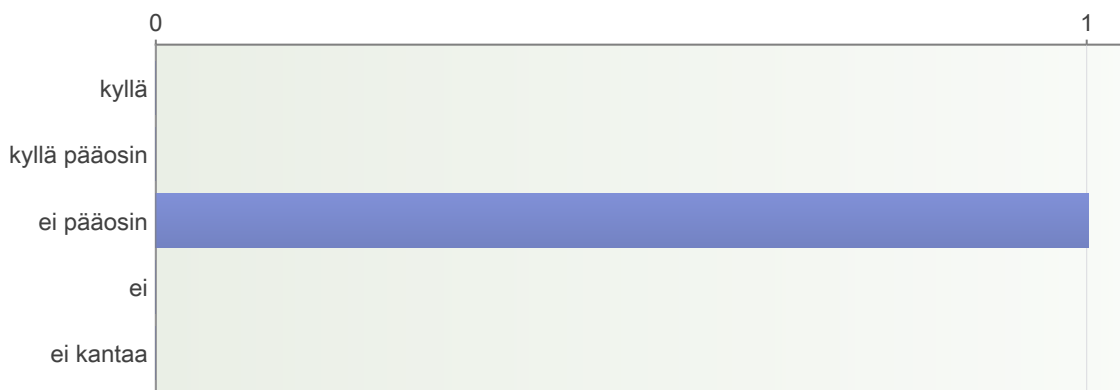 0 1
kyllä
kyllä pääosin
ei pääosin
ei
ei kantaa